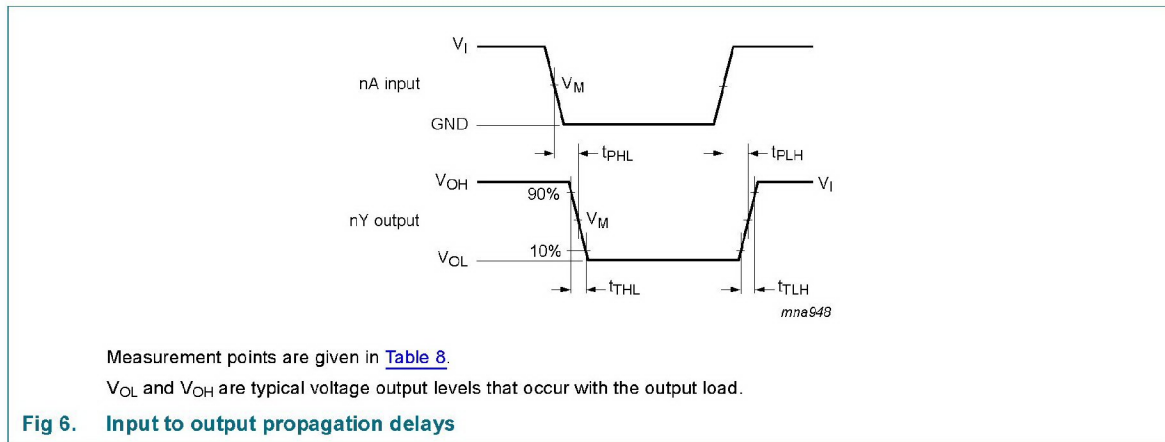 VI
nA input
VM
GND
tPHL
tPLH
VOH
VI
90%
nY output
VM
10%
VOL
tTHL
tTLH
mna948
Measurement points are given in Table 8.
VOL and VOH are typical voltage output levels that occur with the output load.
Fig 6. Input to output propagation delays